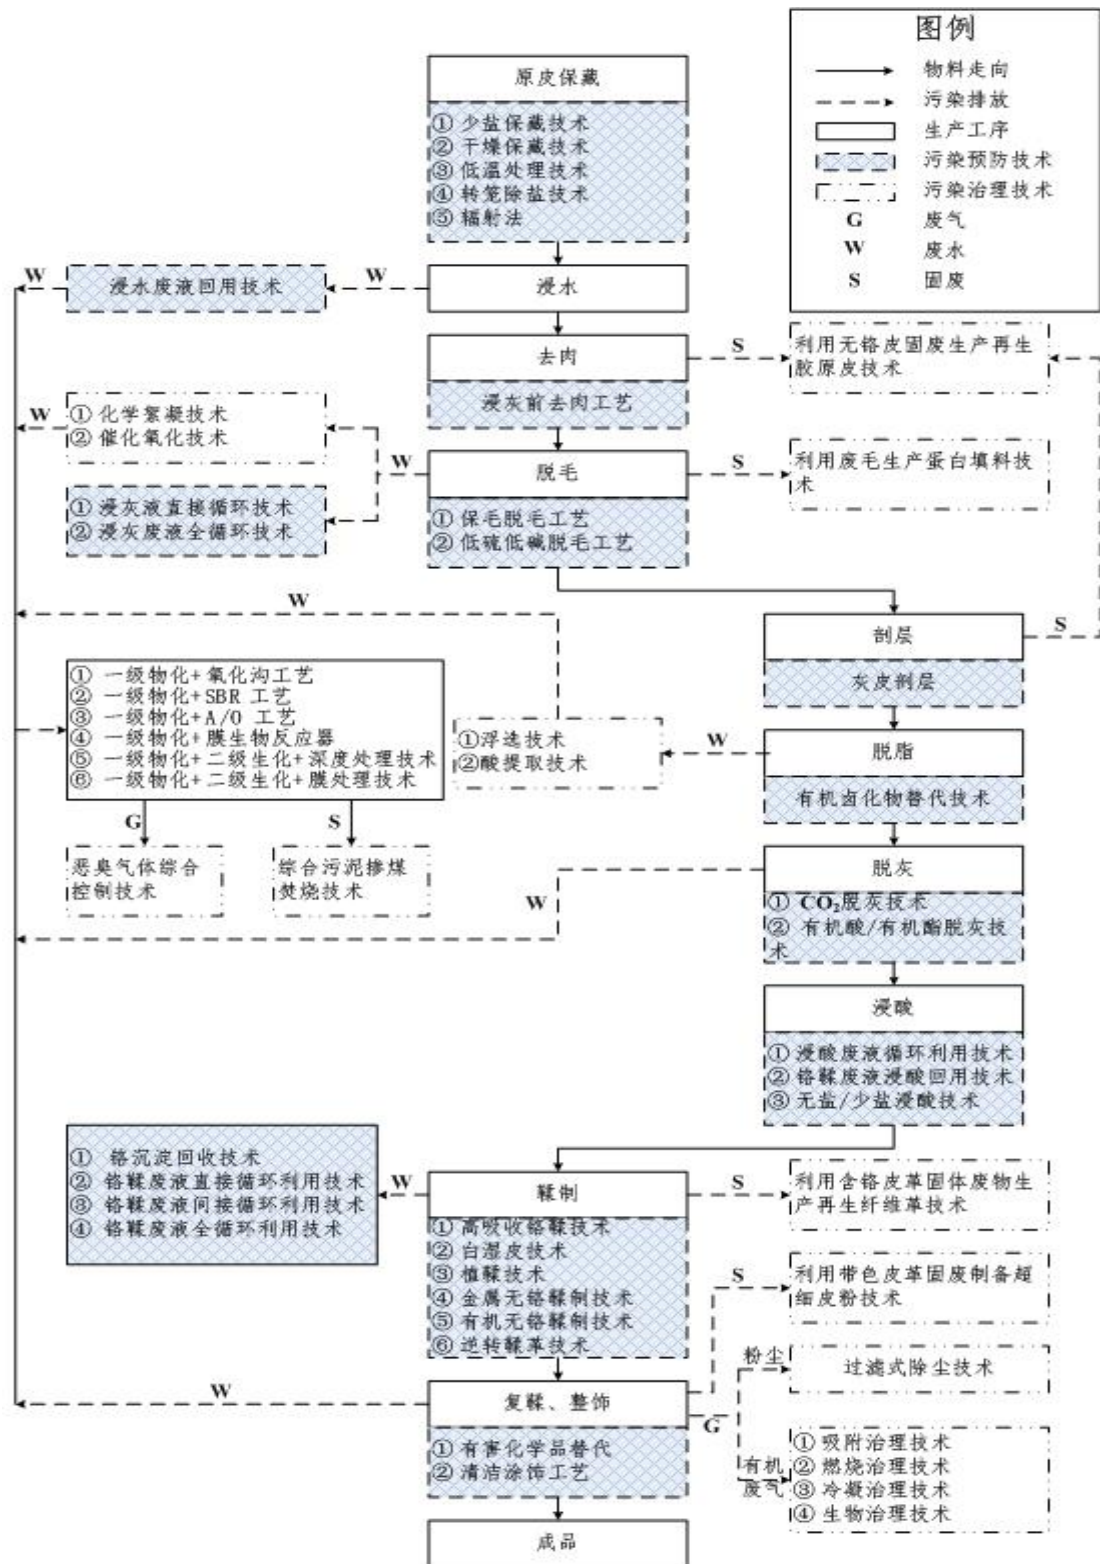 图例
物料走向
污染排放
生产工序
污染预防技术
污染治理技术
G 废气
W 废水
S 固废
原皮保藏
① 少盐保藏技术
② 干燥保藏技术
③ 低温处理技术
④ 转笼除盐技术
⑤ 辐射法
W
浸水废液回用技术
W
浸水
去肉
浸灰前去肉工艺
S
利用无铬皮固废生产再生
胶原皮技术
W
① 化学絮凝技术
② 催化氧化技术
① 浸灰液直接循环技术
② 浸灰废液全循环技术
W
脱毛
① 保毛脱毛工艺
② 低硫低碱脱毛工艺
S
利用废毛生产蛋白填料技
术
W
剖层
灰皮剖层
S
① 一级物化+氧化沟工艺
② 一级物化+SBR 工艺
③ 一级物化+A/O 工艺
④ 一级物化+膜生物反应器
⑤ 一级物化+二级生化+深度处理技术
⑥ 一级物化+二级生化+膜处理技术
①浮选技术
②酸提取技术
W
脱脂
有机卤化物替代技术
G
S
恶臭气体综合
控制技术
综合污泥掺煤
焚烧技术
W
脱灰
① CO₂脱灰技术
② 有机酸/有机酯脱灰技
术
浸酸
① 浸酸废液循环利用技术
② 铬鞣废液浸酸回用技术
③ 无盐/少盐浸酸技术
① 铬沉淀回收技术
② 铬鞣废液直接循环利用技术
③ 铬鞣废液间接循环利用技术
④ 铬鞣废液全循环利用技术
W
鞣制
① 高吸收铬鞣技术
② 白湿皮技术
③ 植鞣技术
④ 金属无铬鞣制技术
⑤ 有机无铬鞣制技术
⑥ 逆转鞣革技术
S
利用含铬皮革固体废物生
产再生纤维革技术
S
利用带色皮革固废制备超
细皮粉技术
粉尘
过滤式除尘技术
W
复鞣、整饰
① 有害化学品替代
② 清洁涂饰工艺
G
有机
废气
① 吸附治理技术
② 燃烧治理技术
③ 冷凝治理技术
④ 生物治理技术
成品